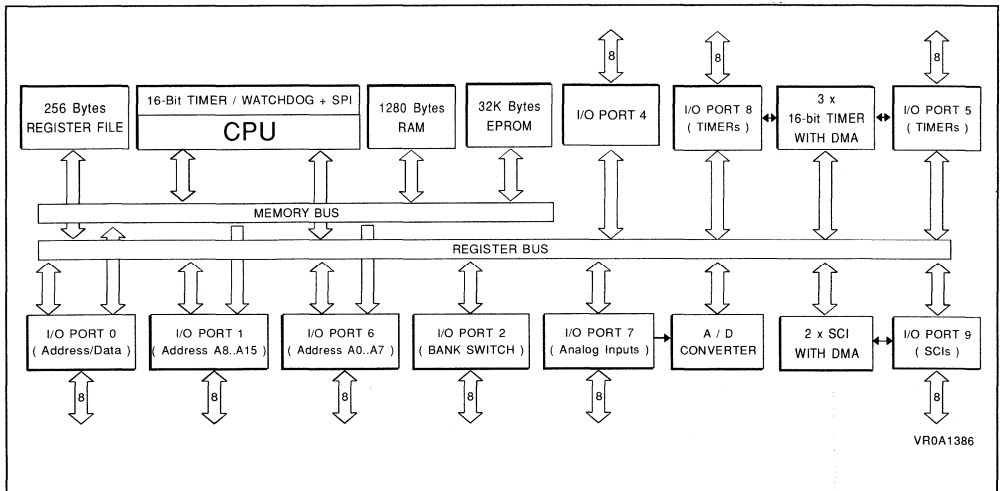 8
8
8
256 Bytes
REGISTER FILE
16-Bit TIMER / WATCHDOG + SPI
CPU
1280 Bytes
RAM
32K Bytes
EPROM
I/O PORT 4
I/O PORT 8
( TIMERs )
3 x
16-bit TIMER
WITH DMA
I/O PORT 5
( TIMERs )
MEMORY BUS
REGISTER BUS
I/O PORT 0
( Address/Data )
I/O PORT 1
( Address A8..A15 )
I/O PORT 6
( Address A0..A7 )
I/O PORT 2
( BANK SWITCH )
I/O PORT 7
( Analog Inputs )
A / D
CONVERTER
2 x SCI
WITH DMA
I/O PORT 9
( SCIs )
8
8
8
8
8
8
VR0A1386